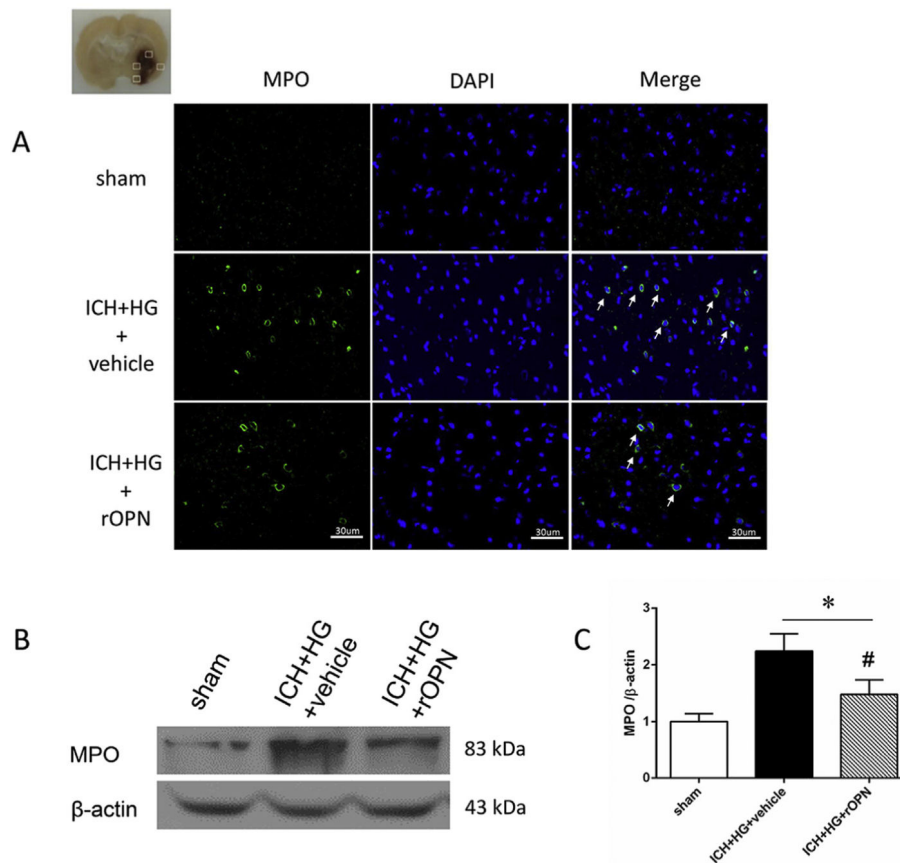 MPO DAPI Merge
A
sham
ICH+HG
+
vehicle
ICH+HG
+
rOPN
30um 30um 30um
B
sham
ICH+HG
+vehicle
ICH+HG
+rOPN
MPO 83 kDa
β-actin 43 kDa
C
MPO /β-actin
3
2
1
0
*
#
sham
ICH+HG+vehicle
ICH+HG+rOPN